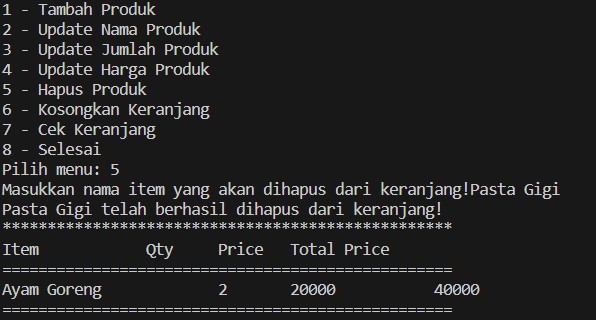 1 - Tambah Produk
2 - Update Nama Produk
3 - Update Jumlah Produk
4 - Update Harga Produk
5 - Hapus Produk
6 - Kosongkan Keranjang
7 - Cek Keranjang
8 - Selesai
Pilih menu: 5
Masukkan nama item yang akan dihapus dari keranjang!Pasta Gigi
Pasta Gigi telah berhasil dihapus dari keranjang!
**************************************************
Item            Qty     Price   Total Price
==================================================
Ayam Goreng             2       20000           40000
==================================================